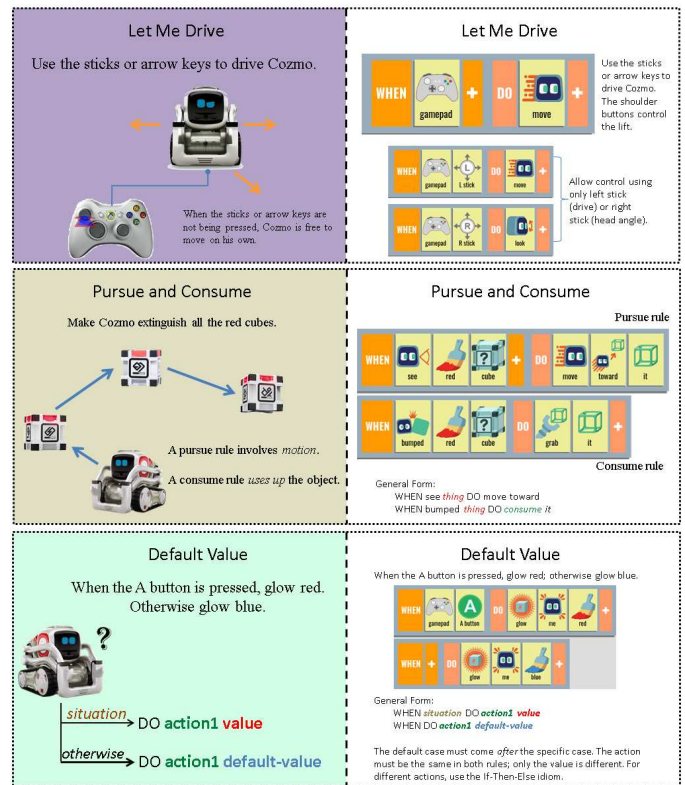 Let Me Drive
Use the sticks or arrow keys to drive Cozmo.
When the sticks or arrow keys are
not being pressed, Cozmo is free to
move on his own.
Let Me Drive
WHEN gamepad + DO move +
Use the sticks
or arrow keys to
drive Cozmo.
The shoulder
buttons control
the lift.
WHEN gamepad L L stick DO move +
WHEN gamepad R R stick DO look +
Allow control using
only left stick
(drive) or right
stick (head angle).
Pursue and Consume
Make Cozmo extinguish all the red cubes.
A pursue rule involves motion.
A consume rule uses up the object.
Pursue and Consume
Pursue rule
WHEN see red ? cube + DO move toward it
WHEN bumped red ? cube DO grab it +
Consume rule
General Form:
WHEN see thing DO move toward
WHEN bumped thing DO consume it
Default Value
When the A button is pressed, glow red.
Otherwise glow blue.
?
situation
DO action1 value
otherwise
DO action1 default-value
Default Value
When the A button is pressed, glow red; otherwise glow blue.
WHEN gamepad A A button DO glow me red +
WHEN + DO glow me blue +
General Form:
WHEN situation DO action1 value
WHEN DO action1 default-value
The default case must come after the specific case. The action
must be the same in both rules; only the value is different. For
different actions, use the If-Then-Else idiom.